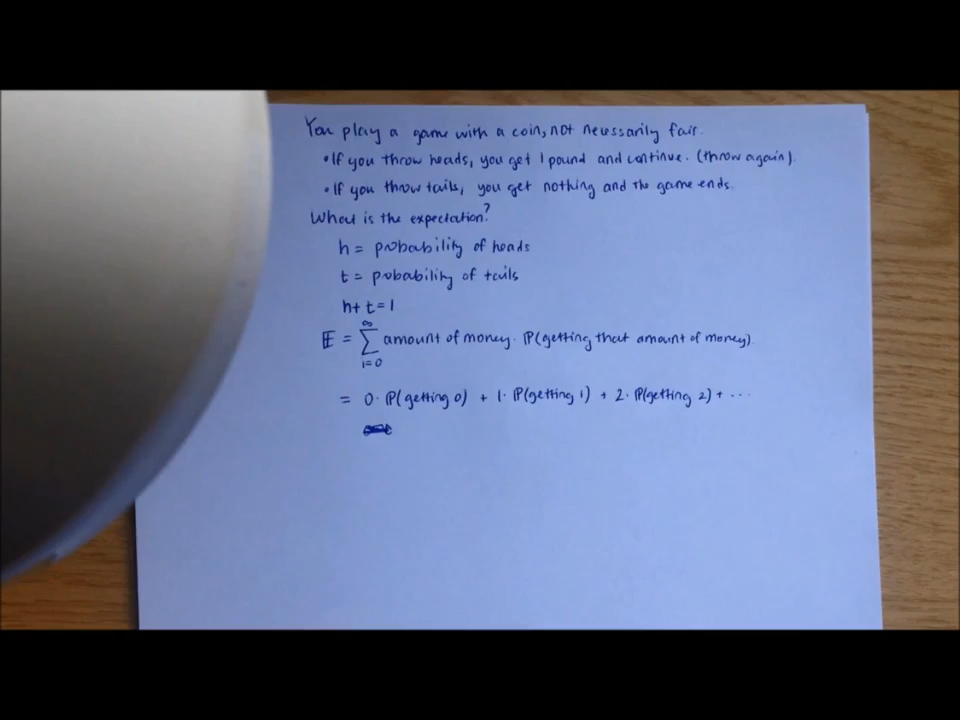 You play a game with a coin, not necessarily fair.
• If you throw heads, you get 1 pound and continue. (throw again).
• If you throw tails, you get nothing and the game ends.
What is the expectation?
h = probability of heads
t = probability of tails
h + t = 1
𝔼 = ∑_{i=0}^{∞} amount of money · ℙ(getting that amount of money).
= 0 · ℙ(getting 0) + 1 · ℙ(getting 1) + 2 · ℙ(getting 2) + ...